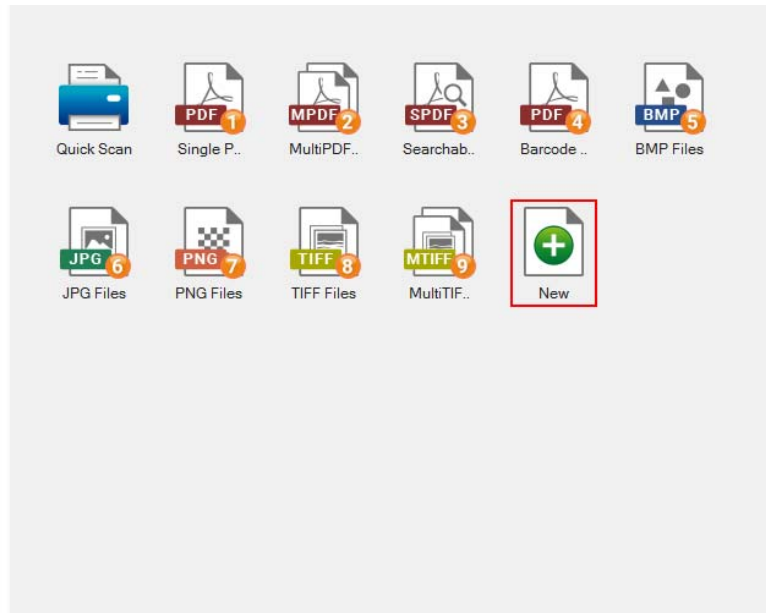 PDF 1
MPDF 2
SPDF 3
PDF 4
BMP 5
Quick Scan
Single P..
MultiPDF..
Searchab..
Barcode ..
BMP Files
JPG 6
PNG 7
TIFF 8
MTIFF 9
JPG Files
PNG Files
TIFF Files
MultiTIF..
New